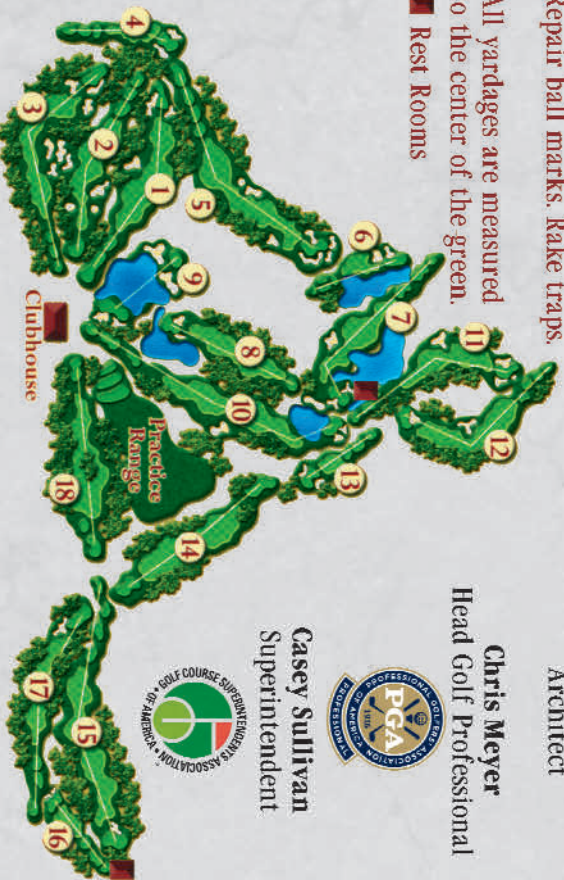 Repair ball marks. Rake traps.
All yardages are measured
to the center of the green.
Rest Rooms
Architect
Chris Meyer
Head Golf Professional
PROFESSIONAL GOLFERS ASSOCIATION
OF AMERICA
PGA
1916
PROFESSIONAL
Casey Sullivan
Superintendent
GOLF COURSE SUPERINTENDENTS ASSOCIATION
OF AMERICA
4
3
2
1
5
6
9
7
8
11
10
12
13
Clubhouse
Practice
Range
18
14
17
15
16